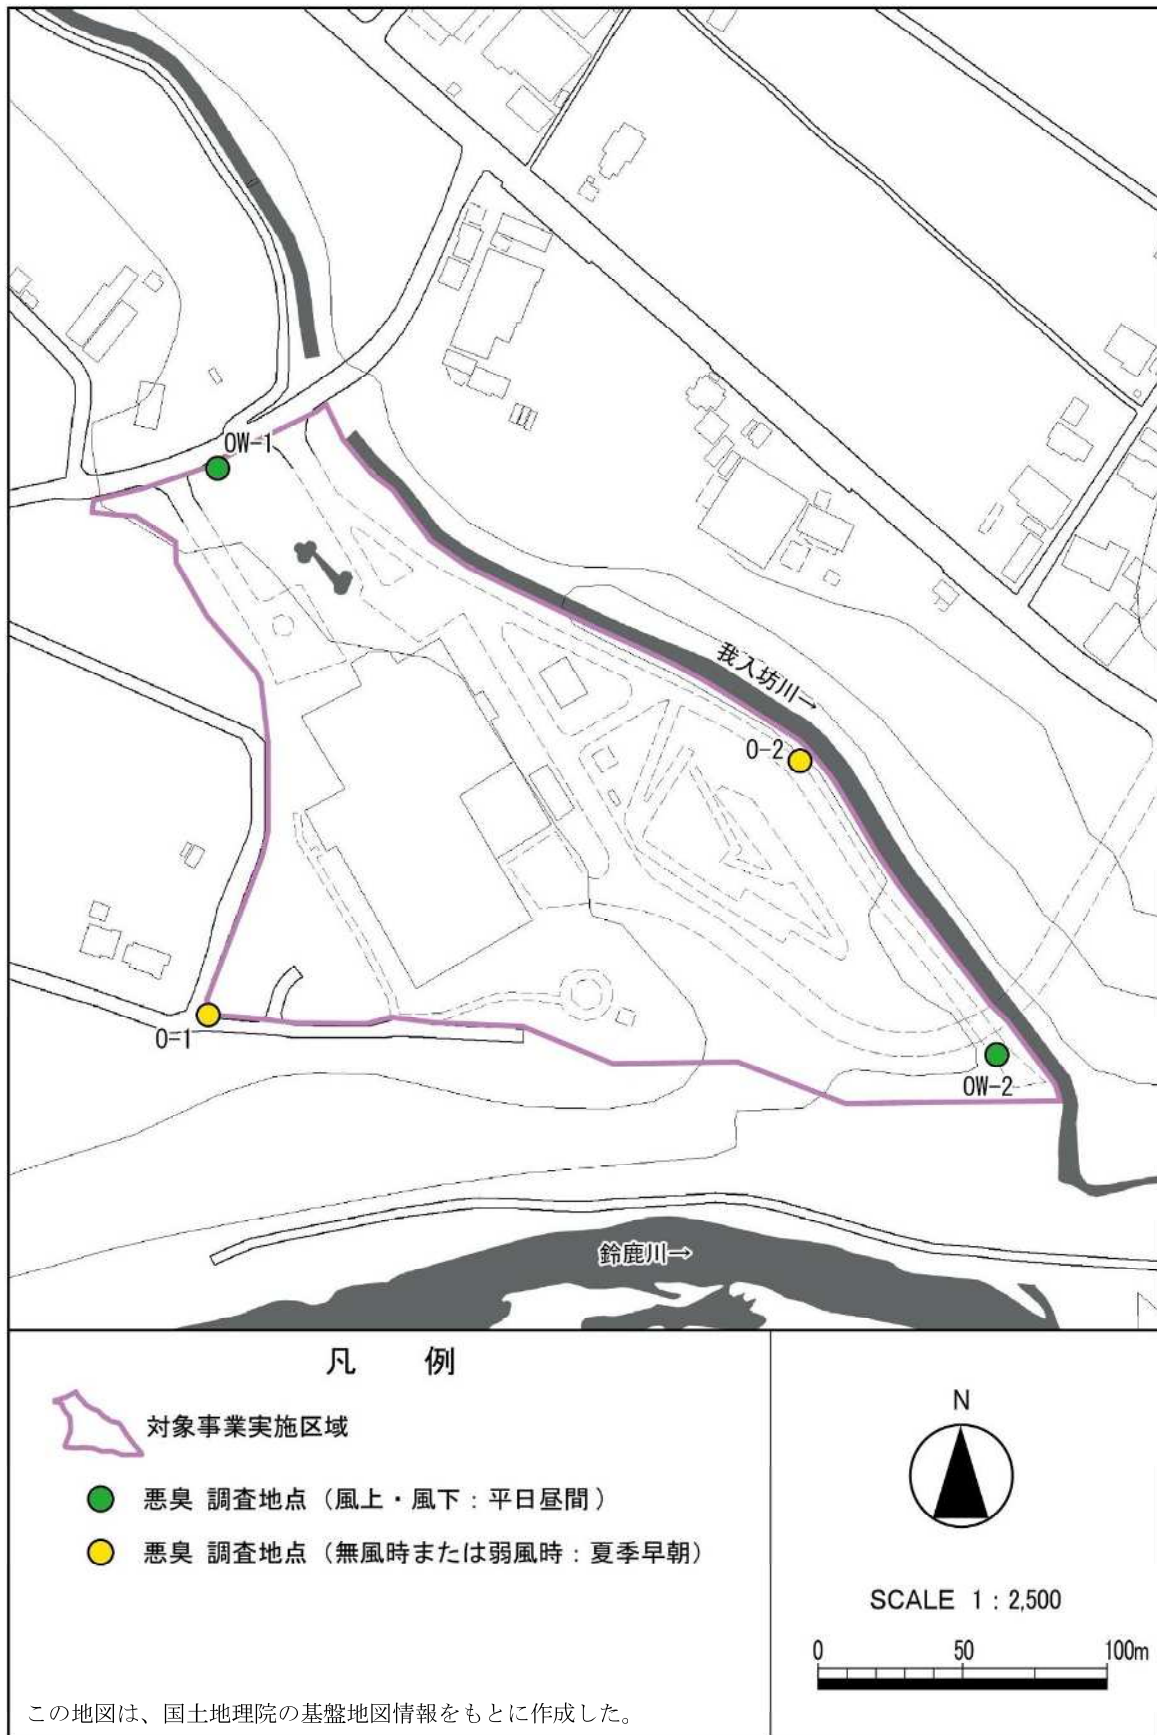 OW-1
我入坊川→
O-2
O=1
OW-2
鈴鹿川→
凡 例
対象事業実施区域
悪臭 調査地点（風上・風下：平日昼間）
悪臭 調査地点（無風時または弱風時：夏季早朝）
N
SCALE 1：2,500
0 50 100m
この地図は、国土地理院の基盤地図情報をもとに作成した。